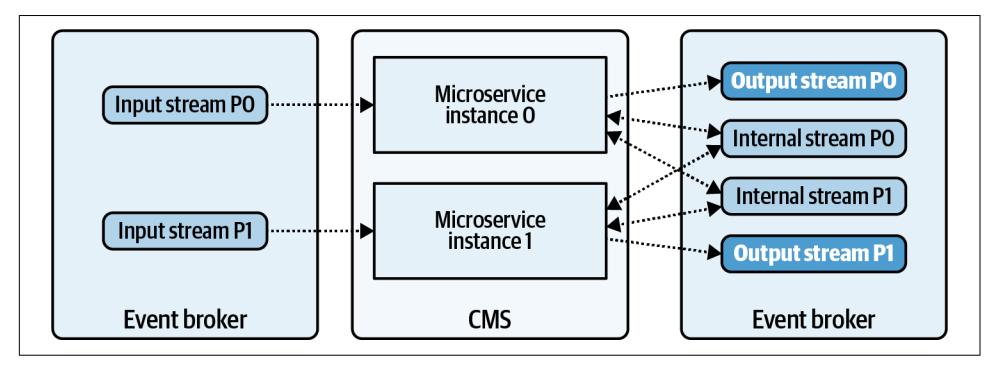 Input stream P0
Input stream P1
Event broker
Microservice
instance 0
Microservice
instance 1
CMS
Output stream P0
Internal stream P0
Internal stream P1
Output stream P1
Event broker